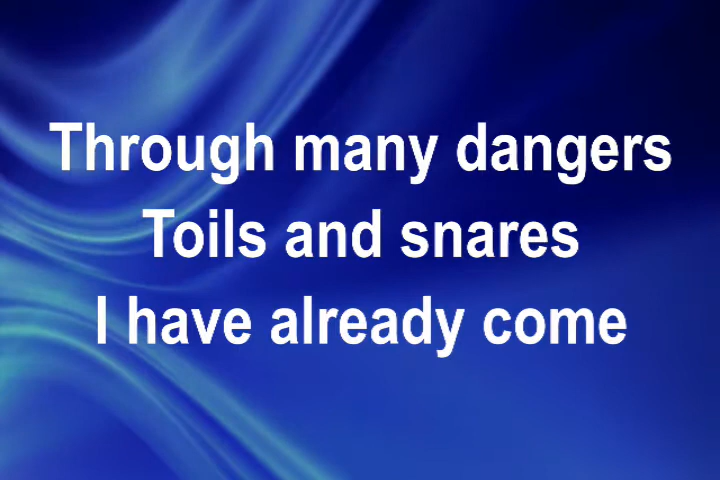 Through many dangers
Toils and snares
I have already come